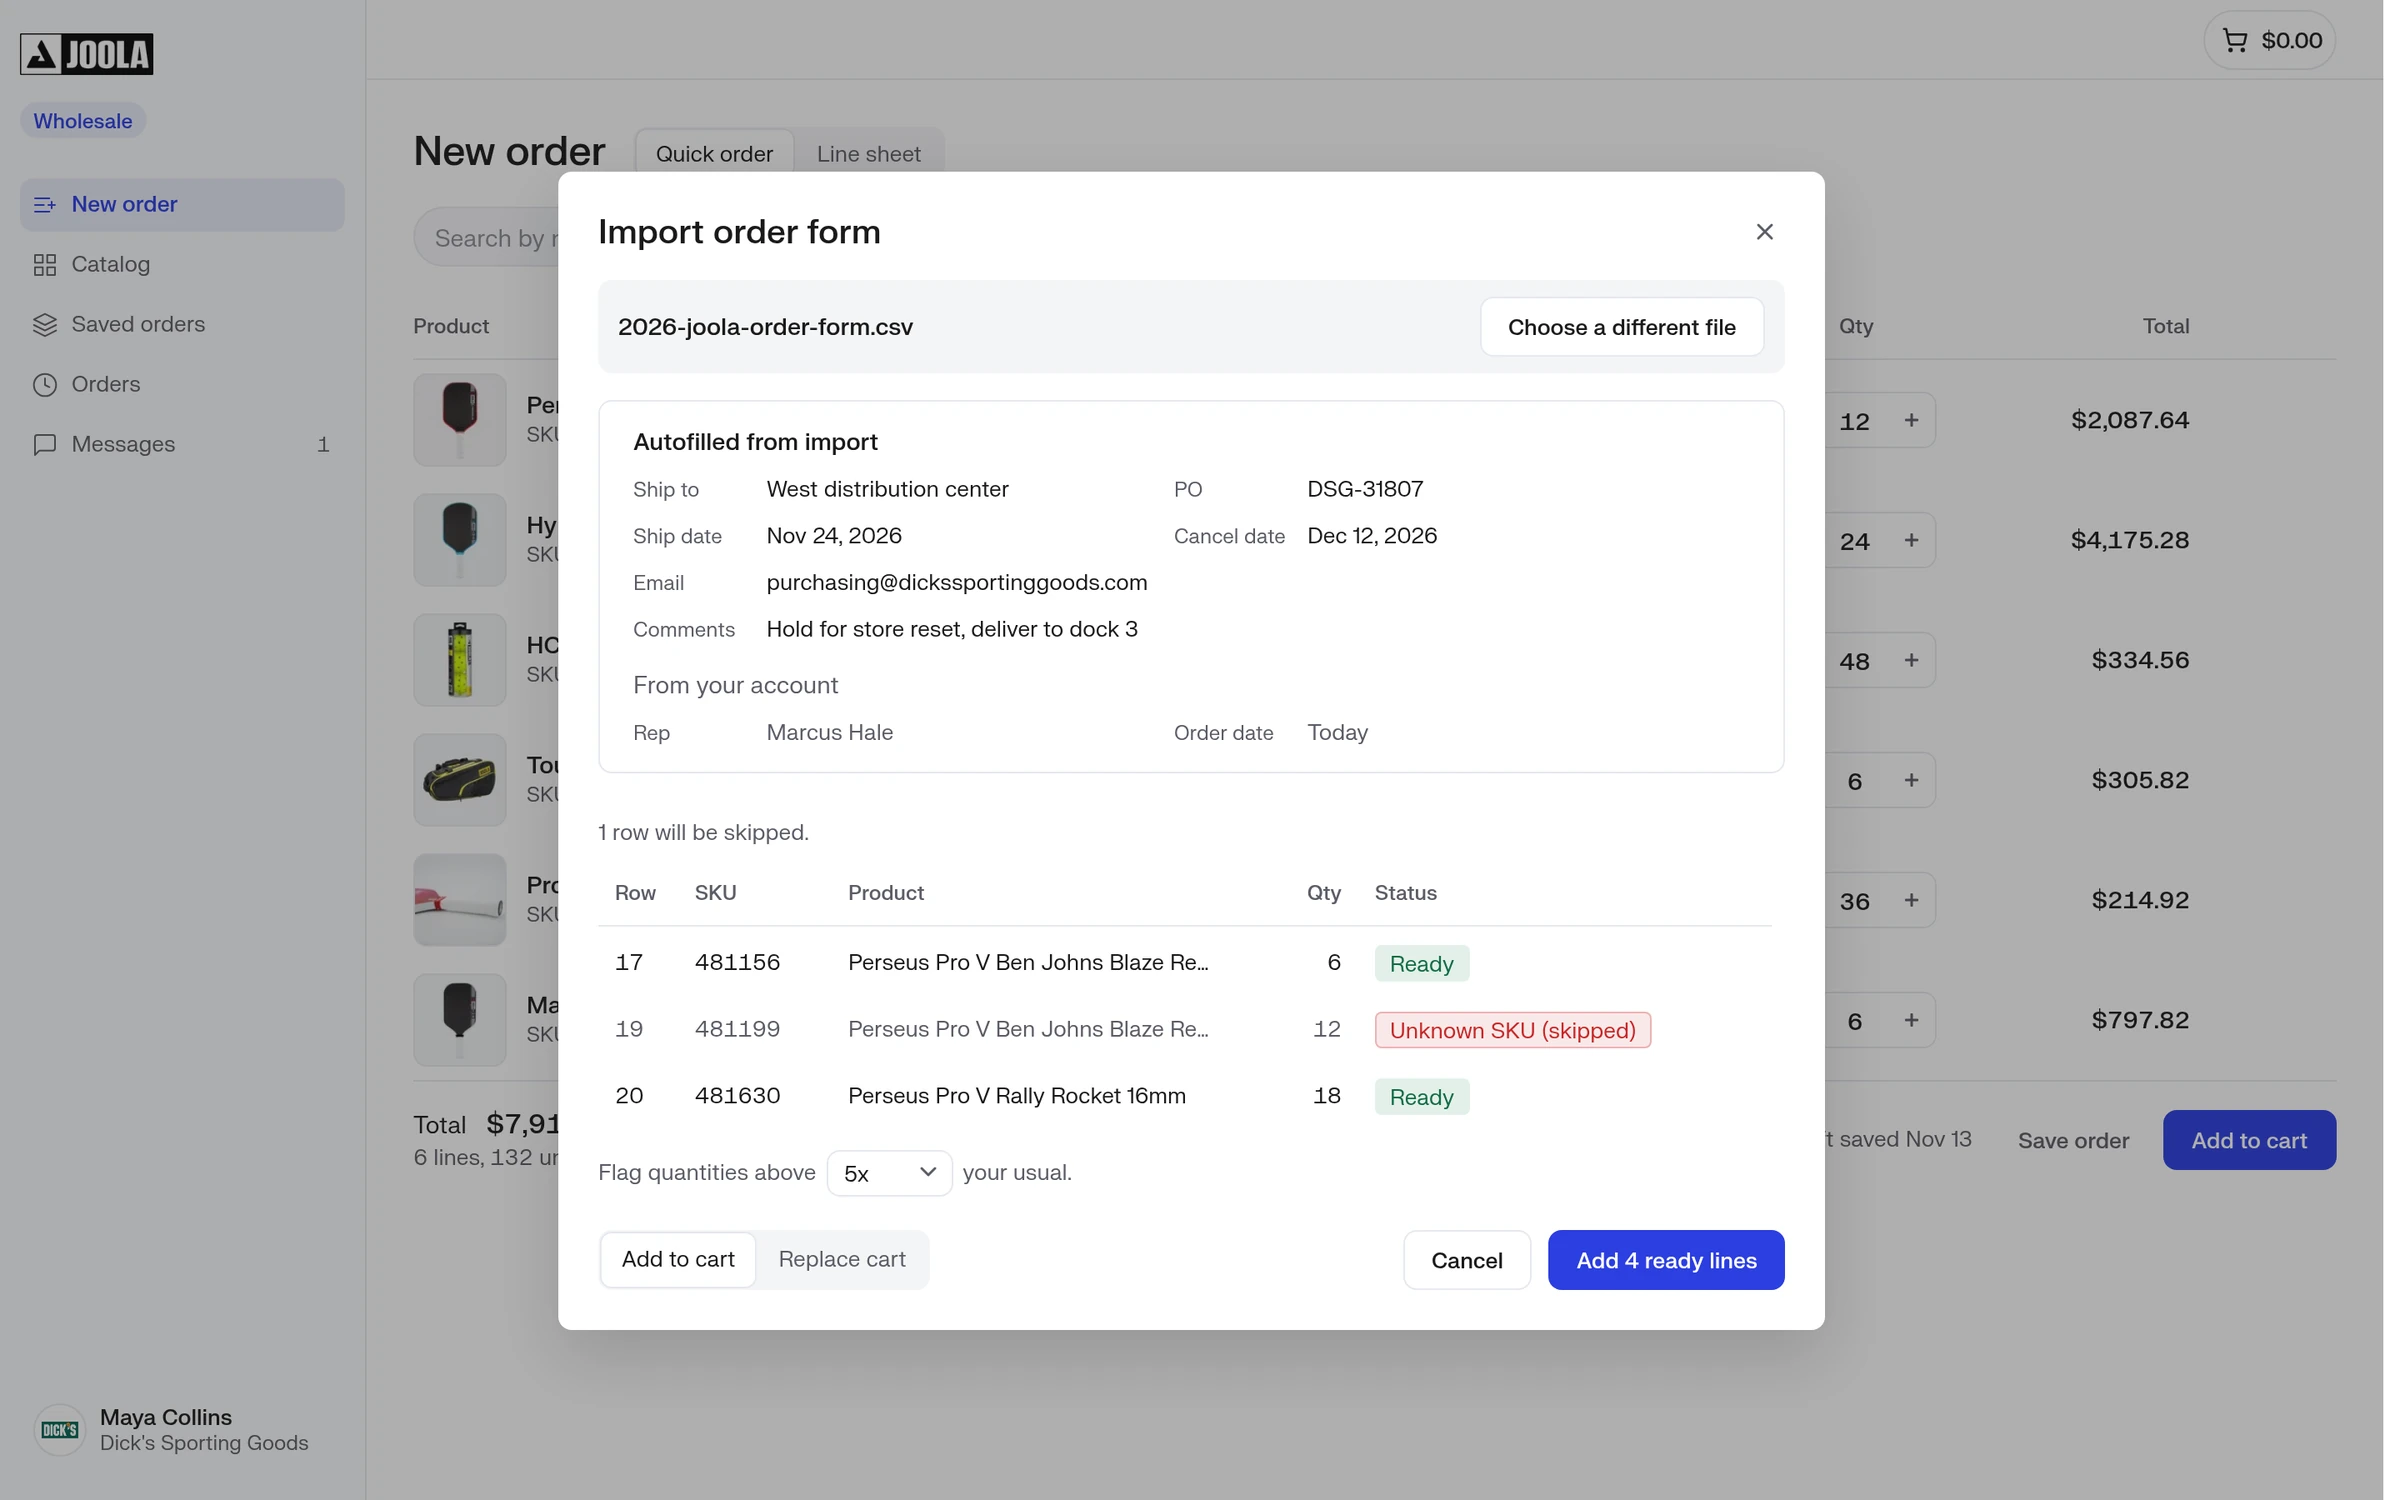 JOOLA
$0.00
Wholesale
New order
Catalog
Saved orders
Orders
Messages 1
New order Quick order Line sheet
Search by
Product Qty Total
12 + $2,087.64
24 + $4,175.28
48 + $334.56
6 + $305.82
36 + $214.92
6 + $797.82
Total
6 lines, 132
saved Nov 13 Save order Add to cart
Import order form
2026-joola-order-form.csv Choose a different file
Autofilled from import
Ship to West distribution center PO DSG-31807
Ship date Nov 24, 2026 Cancel date Dec 12, 2026
Email purchasing@dickssportinggoods.com
Comments Hold for store reset, deliver to dock 3
From your account
Rep Marcus Hale Order date Today
1 row will be skipped.
Row SKU Product Qty Status
17 481156 Perseus Pro V Ben Johns Blaze Re... 6 Ready
19 481199 Perseus Pro V Ben Johns Blaze Re... 12 Unknown SKU (skipped)
20 481630 Perseus Pro V Rally Rocket 16mm 18 Ready
Flag quantities above 5x your usual.
Add to cart Replace cart Cancel Add 4 ready lines
DICK'S
Maya Collins
Dick's Sporting Goods